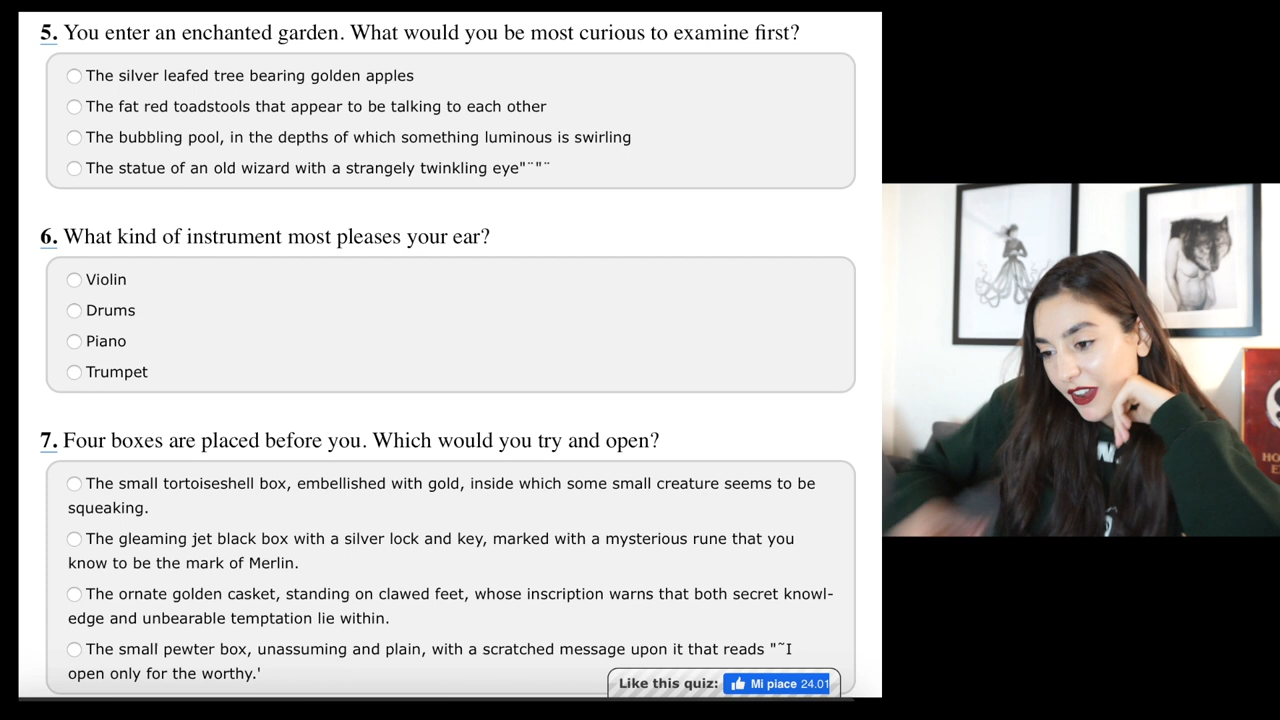 5. You enter an enchanted garden. What would you be most curious to examine first?
The silver leafed tree bearing golden apples
The fat red toadstools that appear to be talking to each other
The bubbling pool, in the depths of which something luminous is swirling
The statue of an old wizard with a strangely twinkling eye"¨"¨
6. What kind of instrument most pleases your ear?
Violin
Drums
Piano
Trumpet
7. Four boxes are placed before you. Which would you try and open?
The small tortoiseshell box, embellished with gold, inside which some small creature seems to be
squeaking.
The gleaming jet black box with a silver lock and key, marked with a mysterious rune that you
know to be the mark of Merlin.
The ornate golden casket, standing on clawed feet, whose inscription warns that both secret knowl-
edge and unbearable temptation lie within.
The small pewter box, unassuming and plain, with a scratched message upon it that reads "˜I
open only for the worthy.'
Like this quiz: Mi piace 24.01
HO
E
N